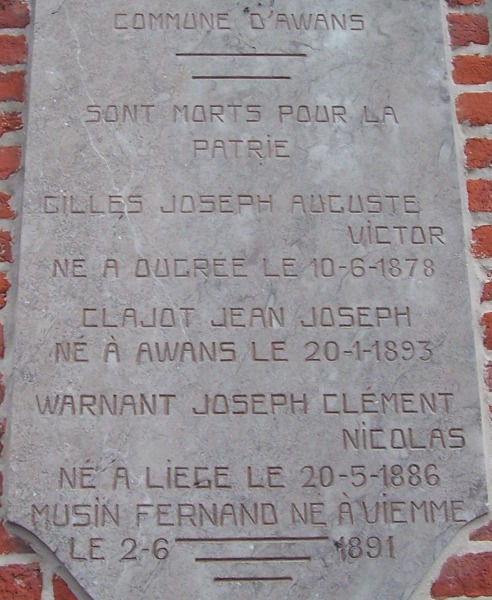 COMMUNE D'AWANS
SONT MORTS POUR LA
PATRIE
GILLES JOSEPH AUGUSTE
VICTOR
NÉ A OUGREE LE 10-6-1878
CLAJOT JEAN JOSEPH
NÉ À AWANS LE 20-1-1893
WARNANT JOSEPH CLÉMENT
NICOLAS
NÉ A LIEGE LE 20-5-1886
MUSIN FERNAND NÉ À VIEMME
LE 2-6 1891